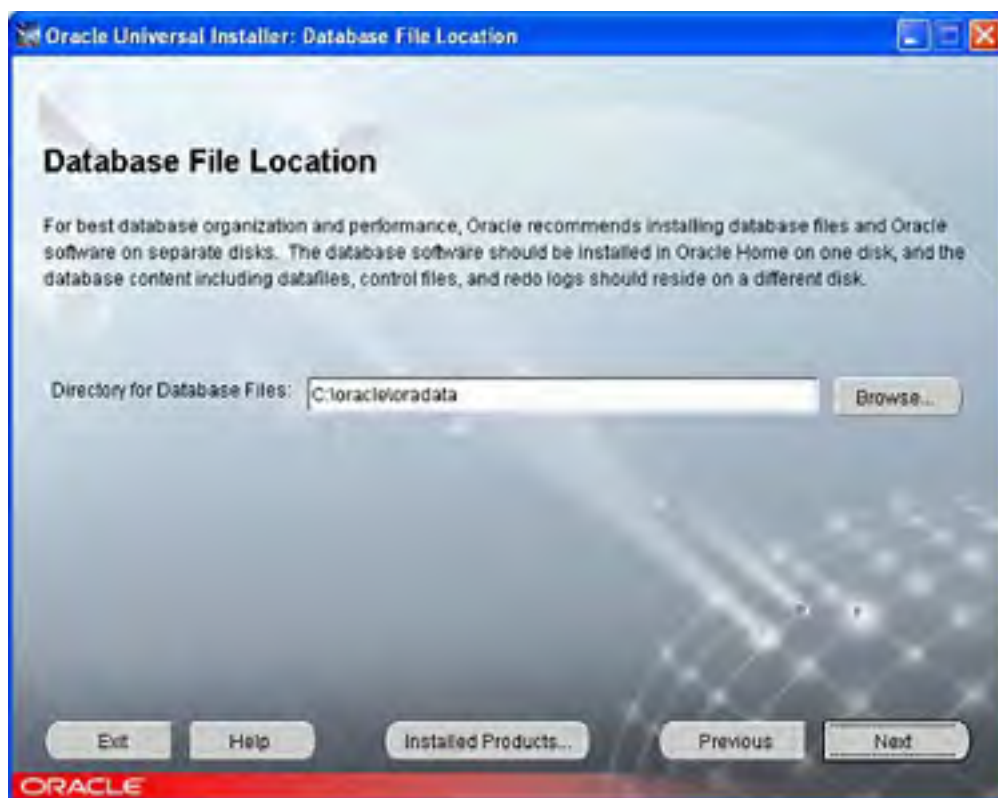 Oracle Universal Installer: Database File Location
Database File Location
For best database organization and performance, Oracle recommends installing database files and Oracle
software on separate disks. The database software should be installed in Oracle Home on one disk, and the
database content including datafiles, control files, and redo logs should reside on a different disk.
Directory for Database Files: C:\oracle\oradata Browse...
Exit Help Installed Products... Previous Next
ORACLE